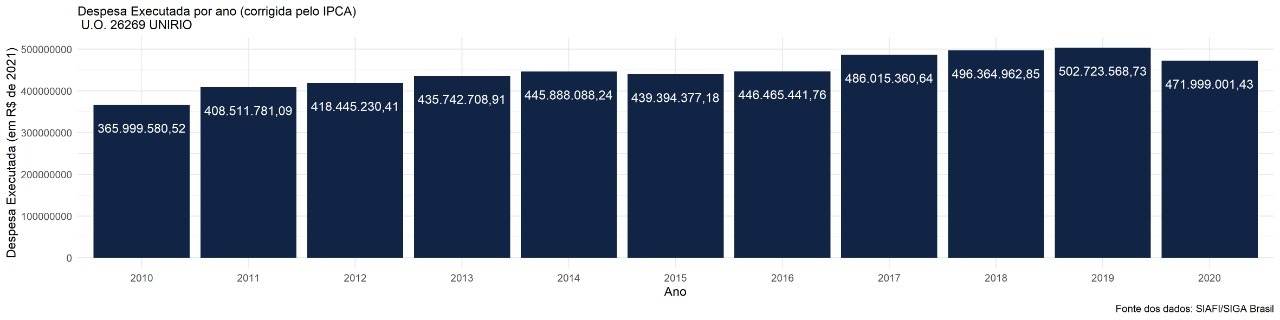 Despesa Executada por ano (corrigida pelo IPCA)
U.O. 26269 UNIRIO
Despesa Executada (em R$ de 2021)
500000000
400000000
300000000
200000000
100000000
0
365.999.580,52
408.511.781,09
418.445.230,41
435.742.708,91
445.888.088,24
439.394.377,18
446.465.441,76
486.015.360,64
496.364.962,85
502.723.568,73
471.999.001,43
2010 2011 2012 2013 2014 2015 2016 2017 2018 2019 2020
Ano
Fonte dos dados: SIAFI/SIGA Brasil